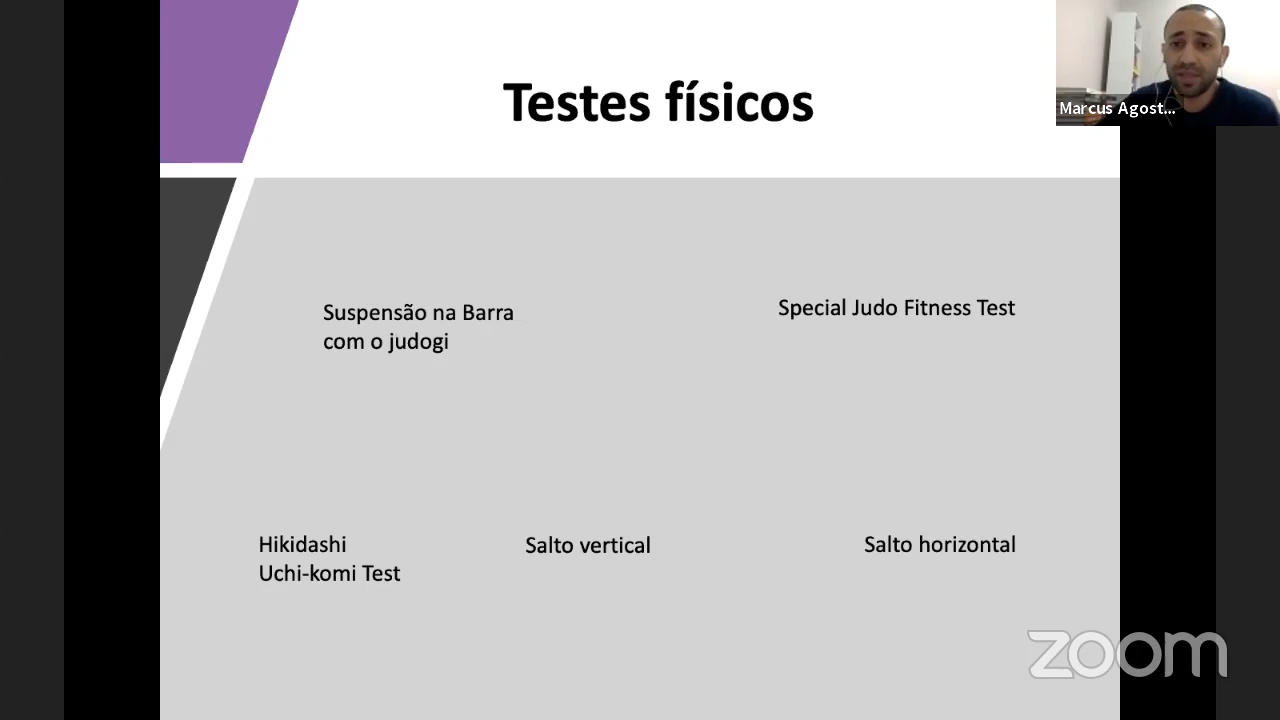 Testes físicos
Marcus Agost...
Suspensão na Barra
com o judogi
Special Judo Fitness Test
Hikidashi
Uchi-komi Test
Salto vertical
Salto horizontal
zoom